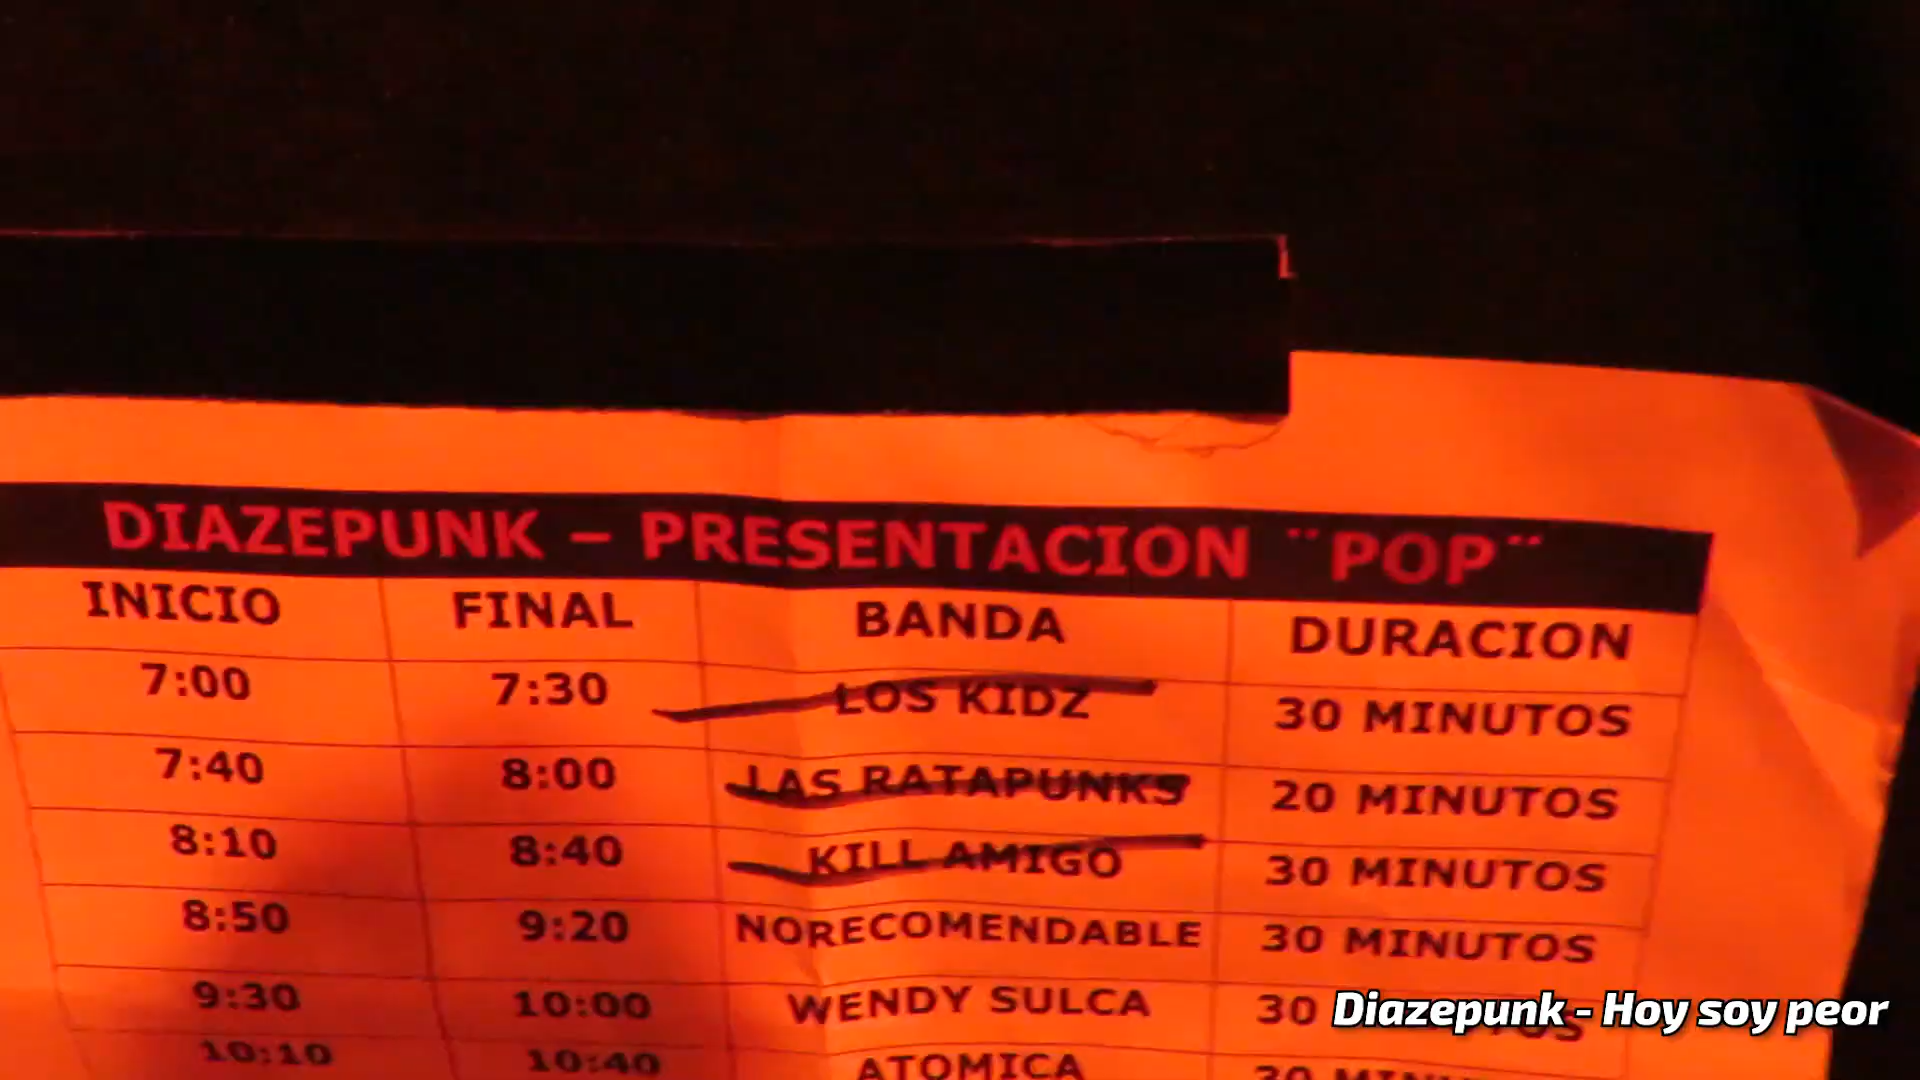 DIAZEPUNK – PRESENTACION ¨POP¨
INICIO FINAL BANDA DURACION
7:00 7:30 LOS KIDZ 30 MINUTOS
7:40 8:00 LAS RATAPUNKS 20 MINUTOS
8:10 8:40 KILL AMIGO 30 MINUTOS
8:50 9:20 NORECOMENDABLE 30 MINUTOS
9:30 10:00 WENDY SULCA 30
10:10 10:40 ATOMICA 30
Diazepunk - Hoy soy peor